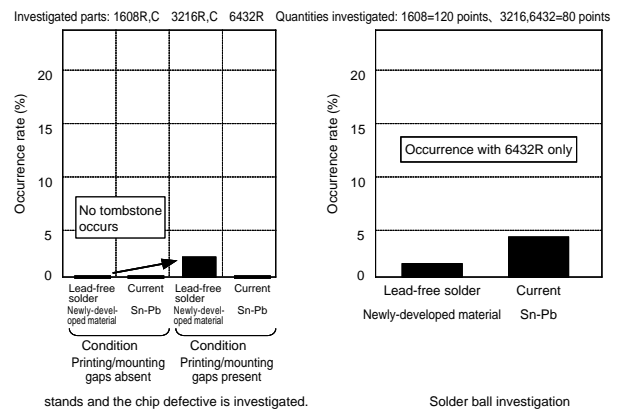 Investigated parts: 1608R,C 3216R,C 6432R Quantities investigated: 1608=120 points、3216,6432=80 points
Occurrence rate (%)
20
15
10
5
0
No tombstone
occurs
Lead-free
solder
Newly-devel-
oped material
Current
Sn-Pb
Lead-free
solder
Newly-devel-
oped material
Current
Sn-Pb
Condition
Printing/mounting
gaps absent
Condition
Printing/mounting
gaps present
stands and the chip defective is investigated.
Occurrence rate (%)
20
15
10
5
0
Occurrence with 6432R only
Lead-free solder
Newly-developed material
Current
Sn-Pb
Solder ball investigation